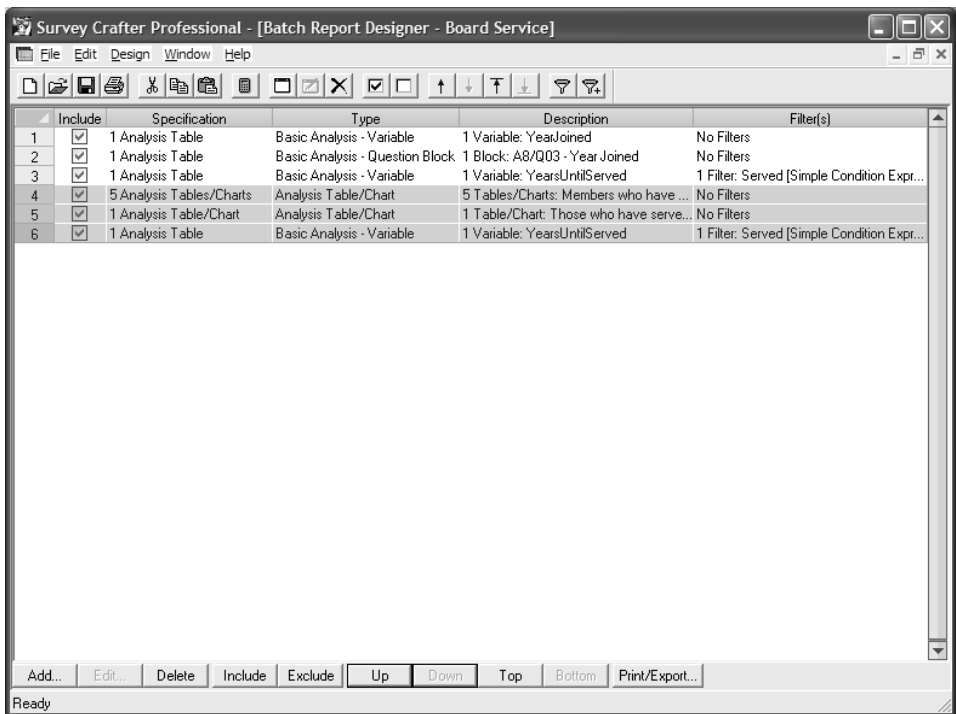 Survey Crafter Professional - [Batch Report Designer - Board Service]
File Edit Design Window Help
Include Specification Type Description Filter(s)
1 1 Analysis Table Basic Analysis - Variable 1 Variable: YearJoined No Filters
2 1 Analysis Table Basic Analysis - Question Block 1 Block: A8/Q03 - Year Joined No Filters
3 1 Analysis Table Basic Analysis - Variable 1 Variable: YearsUntilServed 1 Filter: Served [Simple Condition Expr...
4 5 Analysis Tables/Charts Analysis Table/Chart 5 Tables/Charts: Members who have ... No Filters
5 1 Analysis Table/Chart Analysis Table/Chart 1 Table/Chart: Those who have serve... No Filters
6 1 Analysis Table Basic Analysis - Variable 1 Variable: YearsUntilServed 1 Filter: Served [Simple Condition Expr...
Add... Edit... Delete Include Exclude Up Down Top Bottom Print/Export...
Ready